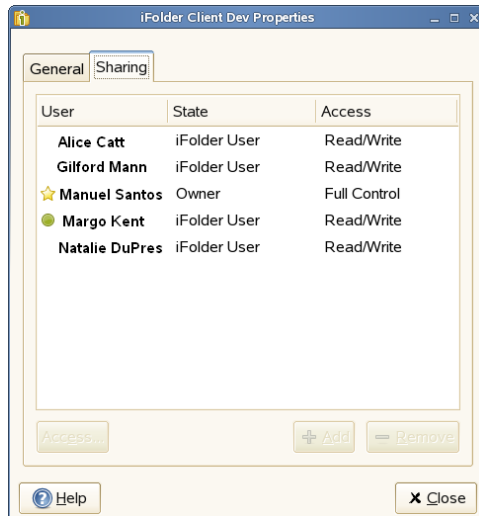 iFolder Client Dev Properties
General Sharing
User State Access
Alice Catt iFolder User Read/Write
Gilford Mann iFolder User Read/Write
Manuel Santos Owner Full Control
Margo Kent iFolder User Read/Write
Natalie DuPres iFolder User Read/Write
Access... Add Remove
Help Close